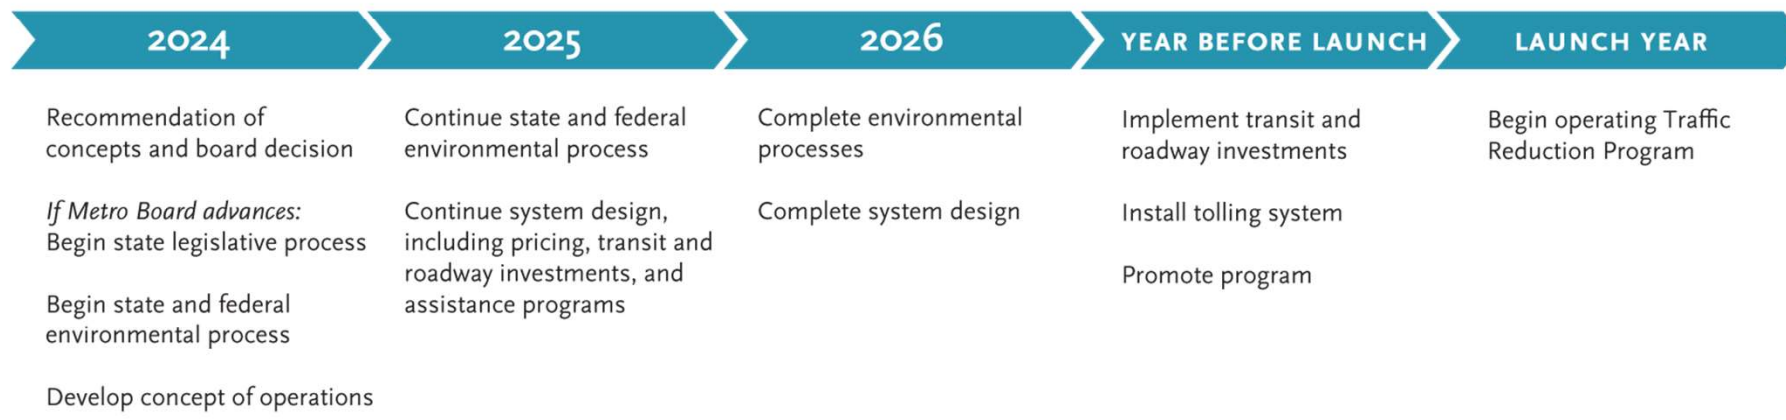 2024
Recommendation of
concepts and board decision
If Metro Board advances:
Begin state legislative process
Begin state and federal
environmental process
Develop concept of operations
2025
Continue state and federal
environmental process
Continue system design,
including pricing, transit and
roadway investments, and
assistance programs
2026
Complete environmental
processes
Complete system design
YEAR BEFORE LAUNCH
Implement transit and
roadway investments
Install tolling system
Promote program
LAUNCH YEAR
Begin operating Traffic
Reduction Program